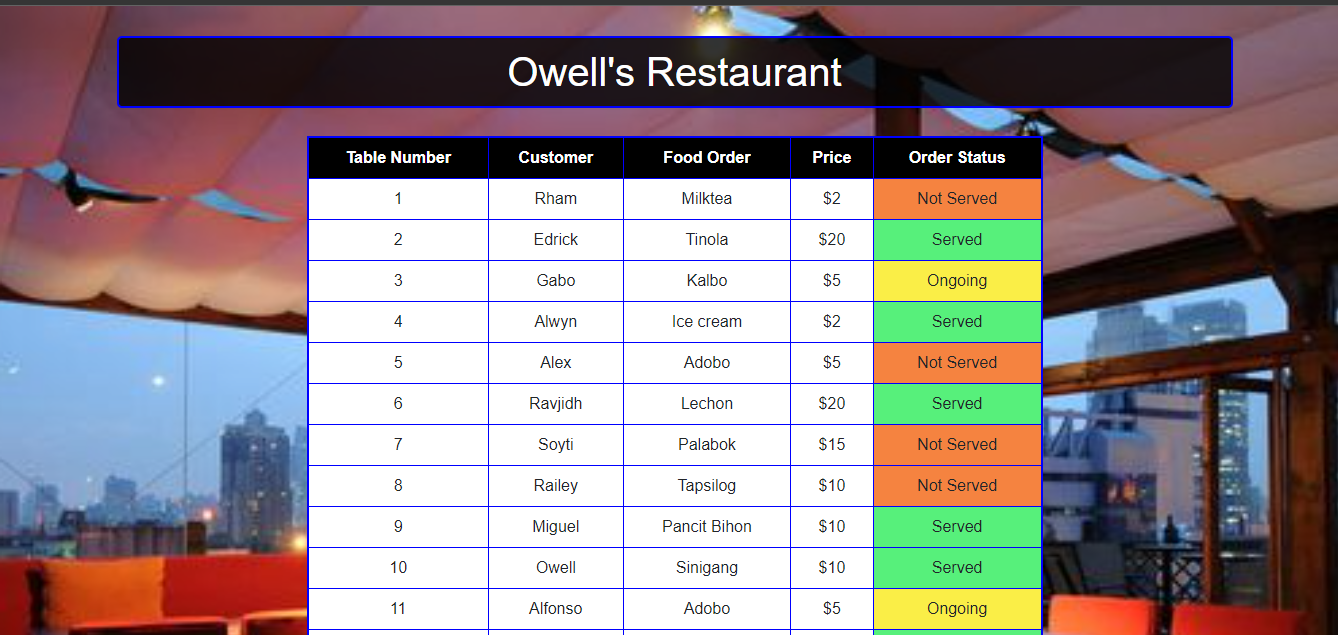 Owell's Restaurant
Table Number Customer Food Order Price Order Status
1 Rham Milktea $2 Not Served
2 Edrick Tinola $20 Served
3 Gabo Kalbo $5 Ongoing
4 Alwyn Ice cream $2 Served
5 Alex Adobo $5 Not Served
6 Ravjidh Lechon $20 Served
7 Soyti Palabok $15 Not Served
8 Railey Tapsilog $10 Not Served
9 Miguel Pancit Bihon $10 Served
10 Owell Sinigang $10 Served
11 Alfonso Adobo $5 Ongoing